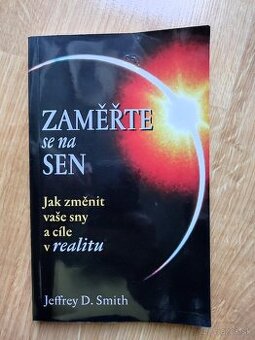 ZAMĚŘTE
se na
SEN
Jak změnit
vaše sny
a cíle
v realitu
Jeffrey D. Smith